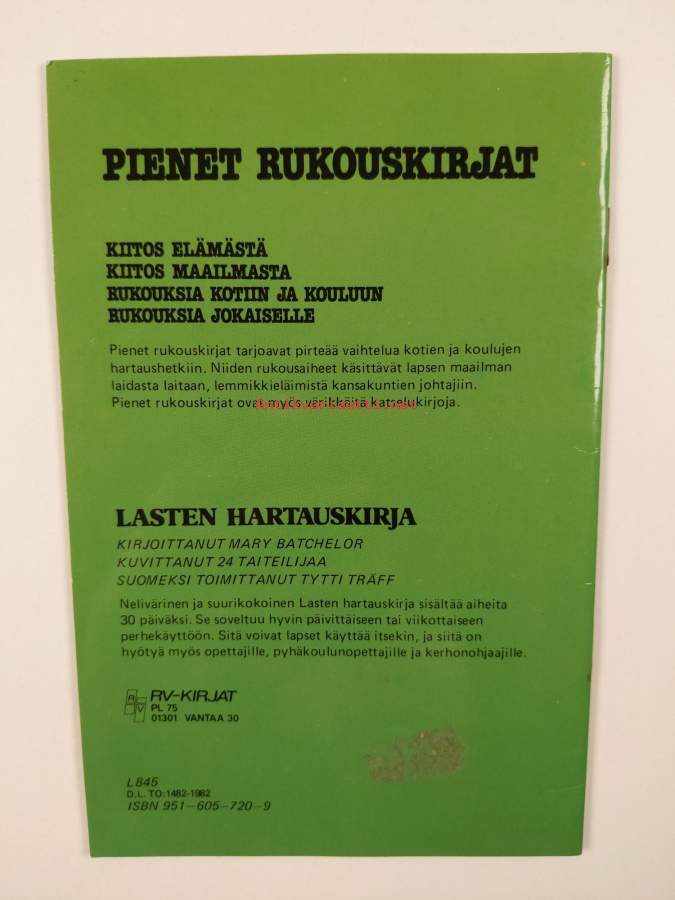 PIENET RUKOUSKIRJAT
KIITOS ELÄMÄSTÄ
KIITOS MAAILMASTA
RUKOUKSIA KOTIIN JA KOULUUN
RUKOUKSIA JOKAISELLE
Pienet rukouskirjat tarjoavat pirteää vaihtelua kotien ja koulujen
hartaushetkiin. Niiden rukousaiheet käsittävät lapsen maailman
laidasta laitaan, lemmikkieläimistä kansakuntien johtajiin.
Pienet rukouskirjat ovat myös värikkäitä katselukirjoja.
LASTEN HARTAUSKIRJA
KIRJOITTANUT MARY BATCHELOR
KUVITTANUT 24 TAITEILIJAA
SUOMEKSI TOIMITTANUT TYTTI TRÄFF
Nelivärinen ja suurikokoinen Lasten hartauskirja sisältää aiheita
30 päiväksi. Se soveltuu hyvin päivittäiseen tai viikottaiseen
perhekäyttöön. Sitä voivat lapset käyttää itsekin, ja siitä on
hyötyä myös opettajille, pyhäkoulunopettajille ja kerhonohjaajille.
RV RV-KIRJAT
PL 75
01301 VANTAA 30
L845
D.L. TO:1482-1982
ISBN 951-605-720-9